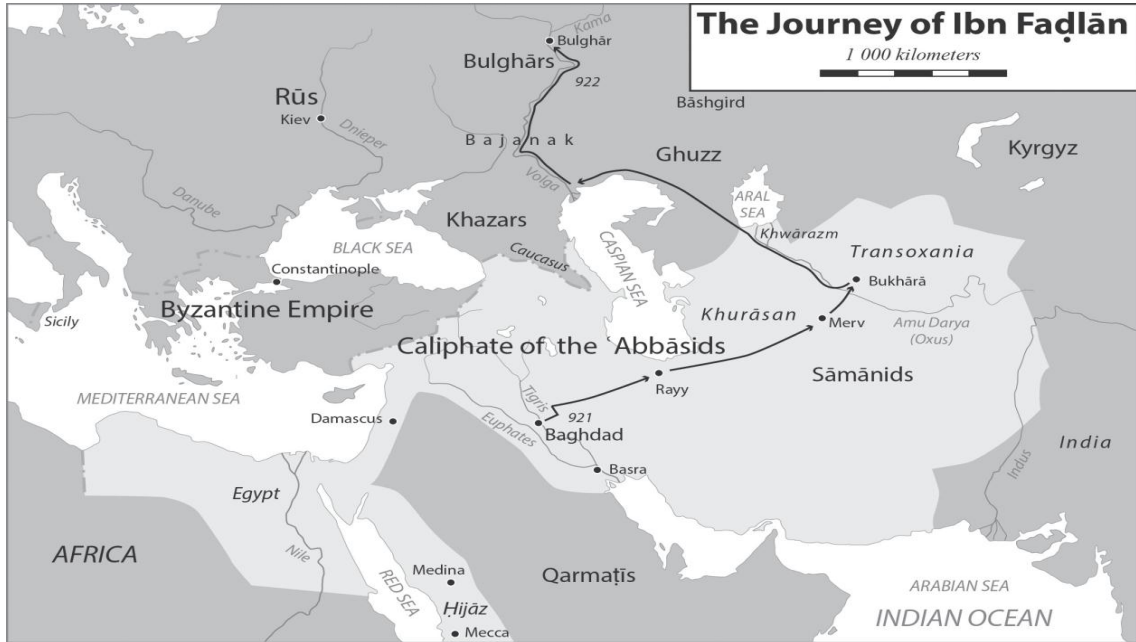 The Journey of Ibn Faḍlān
1 000 kilometers
Kama
Bulghār
Bulghārs
922
Bāshgird
Rūs
Kiev
Dnieper
Bajanak
Ghuzz
Kyrgyz
Volga
Danube
ARAL
SEA
Khazars
Khwārazm
BLACK SEA
Caucasus
CASPIAN SEA
Transoxania
Constantinople
Bukhārā
Byzantine Empire
Khurāsan
Merv
Amu Darya
(Oxus)
Sicily
Caliphate of the Abbāsids
Rayy
Sāmānids
MEDITERRANEAN SEA
Tigris
Damascus
921
Euphates
Baghdad
India
Basra
Indus
Egypt
AFRICA
Nile
RED SEA
Medina
Qarmaṭīs
Ḥijāz
Mecca
ARABIAN SEA
INDIAN OCEAN